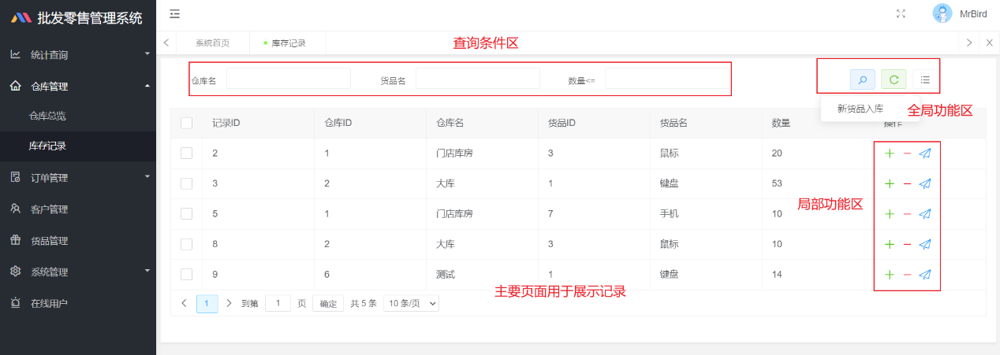 批发零售管理系统
MrBird
统计查询
仓库管理
仓库总览
库存记录
订单管理
客户管理
货品管理
系统管理
在线用户
系统首页
库存记录
查询条件区
仓库名
货品名
数量<=
新货品入库
全局功能区
记录ID 仓库ID 仓库名 货品ID 货品名 数量 操作
2 1 门店库房 3 鼠标 20
3 2 大库 1 键盘 53
5 1 门店库房 7 手机 10
局部功能区
8 2 大库 3 鼠标 10
9 6 测试 1 键盘 14
主要页面用于展示记录
1 到第 1 页 确定 共 5 条 10 条/页